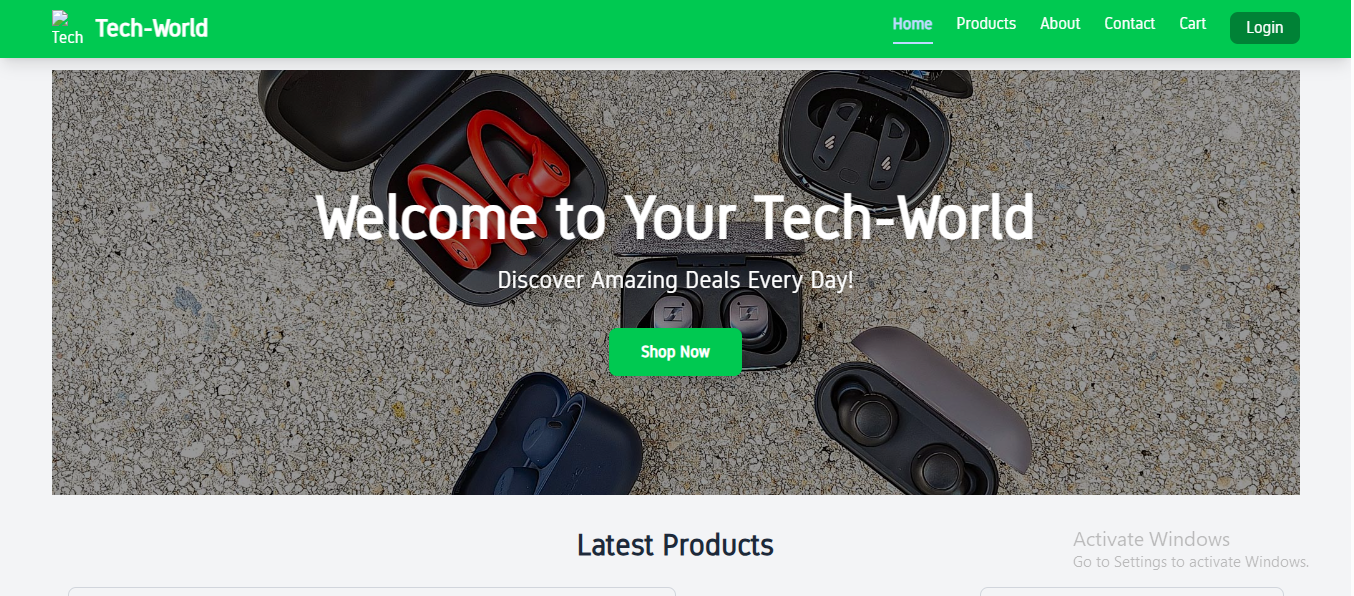 Tech
Tech-World
Home
Products
About
Contact
Cart
Login
Welcome to Your Tech-World
Discover Amazing Deals Every Day!
Shop Now
Latest Products
Activate Windows
Go to Settings to activate Windows.